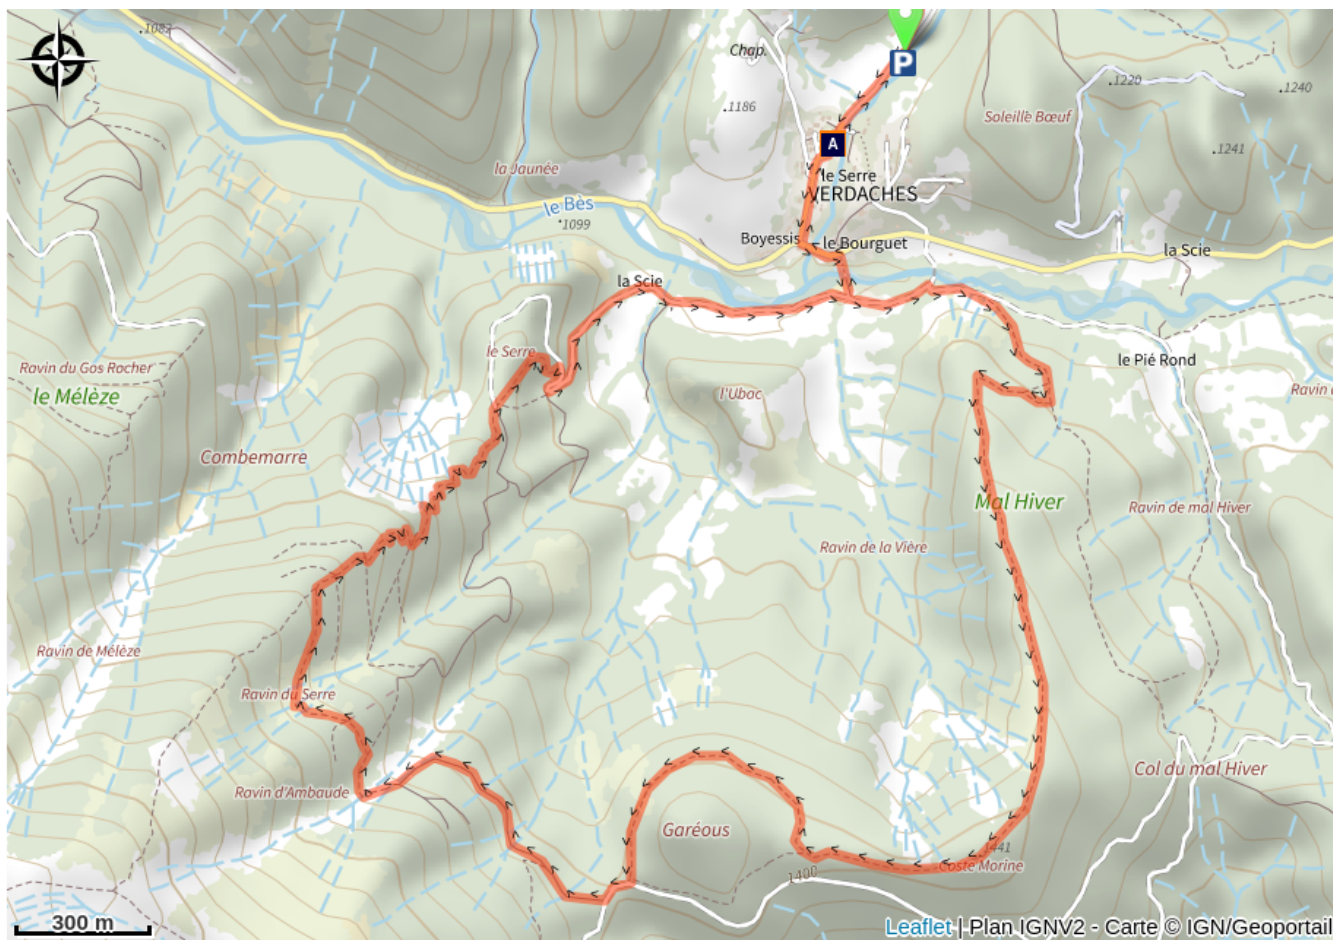 .1082
Chap.
P
.1220
.1240
.1186
Soleille Bœuf
A
.1241
la Jaunée
le Serre
VERDACHES
le Bès
.1099
Boyessis
le Bourguet
la Scie
la Scie
le Serre
le Pié Rond
Ravin du Gos Rocher
le Mélèze
l'Ubac
Ravin
Combemarre
Mal Hiver
Ravin de mal Hiver
Ravin de la Vière
Ravin de Mélèze
Ravin du Serre
Col du mal Hiver
Ravin d'Ambaude
Garéous
1441
Coste Morine
1400
300 m
Leaflet | Plan IGNV2 - Carte © IGN/Geoportail